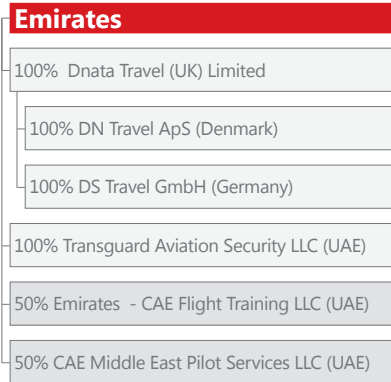 Emirates
100% Dnata Travel (UK) Limited
100% DN Travel ApS (Denmark)
100% DS Travel GmbH (Germany)
100% Transguard Aviation Security LLC (UAE)
50% Emirates - CAE Flight Training LLC (UAE)
50% CAE Middle East Pilot Services LLC (UAE)